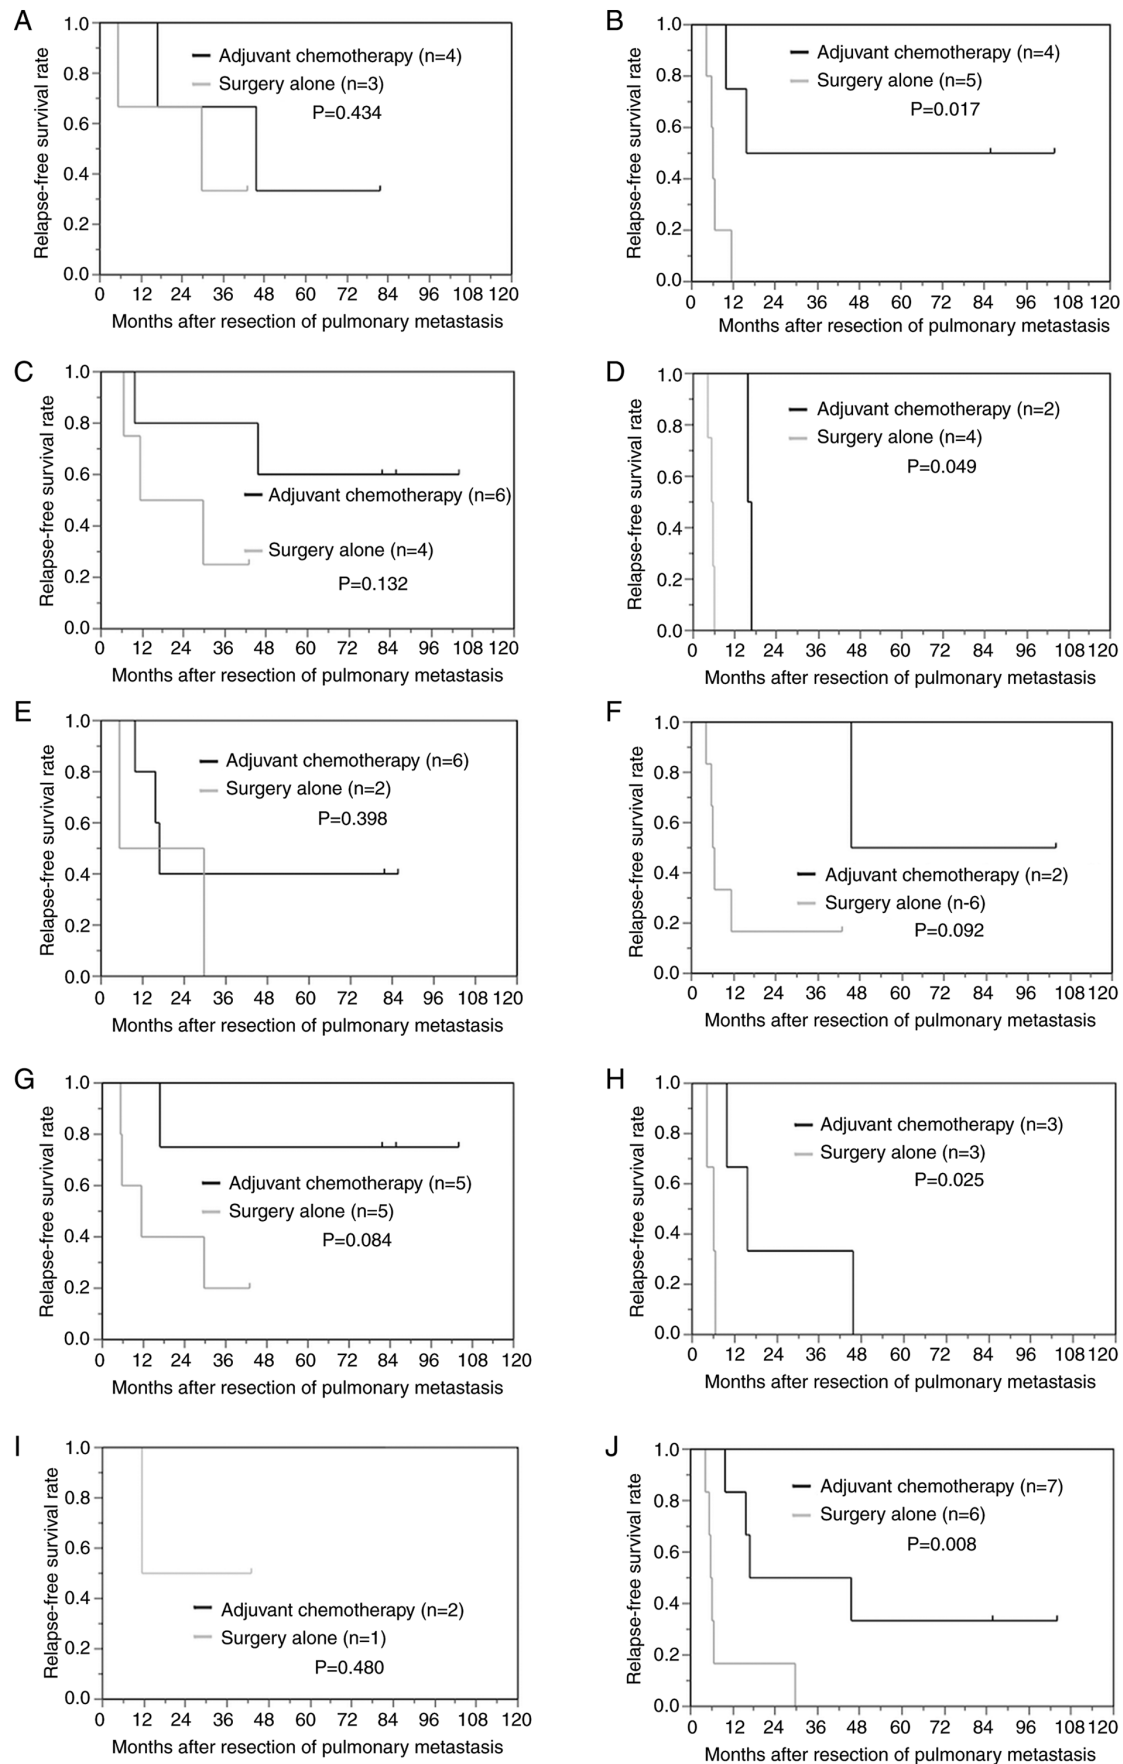 A
Relapse-free survival rate
1.0
0.8
0.6
0.4
0.2
0.0
Adjuvant chemotherapy (n=4)
Surgery alone (n=3)
P=0.434
0 12 24 36 48 60 72 84 96 108 120
Months after resection of pulmonary metastasis
B
Relapse-free survival rate
1.0
0.8
0.6
0.4
0.2
0.0
Adjuvant chemotherapy (n=4)
Surgery alone (n=5)
P=0.017
0 12 24 36 48 60 72 84 96 108 120
Months after resection of pulmonary metastasis
C
Relapse-free survival rate
1.0
0.8
0.6
0.4
0.2
0.0
Adjuvant chemotherapy (n=6)
Surgery alone (n=4)
P=0.132
0 12 24 36 48 60 72 84 96 108 120
Months after resection of pulmonary metastasis
D
Relapse-free survival rate
1.0
0.8
0.6
0.4
0.2
0.0
Adjuvant chemotherapy (n=2)
Surgery alone (n=4)
P=0.049
0 12 24 36 48 60 72 84 96 108 120
Months after resection of pulmonary metastasis
E
Relapse-free survival rate
1.0
0.8
0.6
0.4
0.2
0.0
Adjuvant chemotherapy (n=6)
Surgery alone (n=2)
P=0.398
0 12 24 36 48 60 72 84 96 108 120
Months after resection of pulmonary metastasis
F
Relapse-free survival rate
1.0
0.8
0.6
0.4
0.2
0.0
Adjuvant chemotherapy (n=2)
Surgery alone (n-6)
P=0.092
0 12 24 36 48 60 72 84 96 108 120
Months after resection of pulmonary metastasis
G
Relapse-free survival rate
1.0
0.8
0.6
0.4
0.2
0.0
Adjuvant chemotherapy (n=5)
Surgery alone (n=5)
P=0.084
0 12 24 36 48 60 72 84 96 108 120
Months after resection of pulmonary metastasis
H
Relapse-free survival rate
1.0
0.8
0.6
0.4
0.2
0.0
Adjuvant chemotherapy (n=3)
Surgery alone (n=3)
P=0.025
0 12 24 36 48 60 72 84 96 108 120
Months after resection of pulmonary metastasis
I
Relapse-free survival rate
1.0
0.8
0.6
0.4
0.2
0.0
Adjuvant chemotherapy (n=2)
Surgery alone (n=1)
P=0.480
0 12 24 36 48 60 72 84 96 108 120
Months after resection of pulmonary metastasis
J
Relapse-free survival rate
1.0
0.8
0.6
0.4
0.2
0.0
Adjuvant chemotherapy (n=7)
Surgery alone (n=6)
P=0.008
0 12 24 36 48 60 72 84 96 108 120
Months after resection of pulmonary metastasis